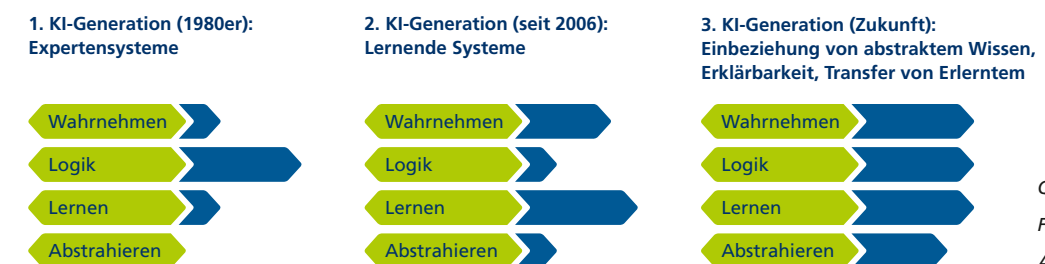 1. KI-Generation (1980er):
Expertensysteme
Wahrnehmen
Logik
Lernen
Abstrahieren
2. KI-Generation (seit 2006):
Lernende Systeme
Wahrnehmen
Logik
Lernen
Abstrahieren
3. KI-Generation (Zukunft):
Einbeziehung von abstraktem Wissen,
Erklärbarkeit, Transfer von Erlerntem
Wahrnehmen
Logik
Lernen
Abstrahieren